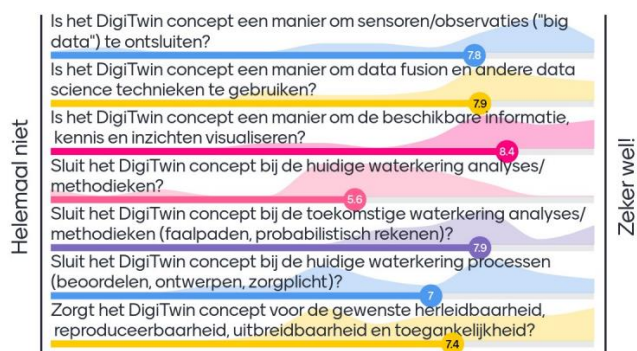 Is het DigiTwin concept een manier om sensoren/observaties ("big
data") te ontsluiten?
7.8
Is het DigiTwin concept een manier om data fusion en andere data
science technieken te gebruiken?
7.9
Is het DigiTwin concept een manier om de beschikbare informatie,
kennis en inzichten visualiseren?
8.4
Sluit het DigiTwin concept bij de huidige waterkering analyses/
methodieken?
5.6
Sluit het DigiTwin concept bij de toekomstige waterkering analyses/
methodieken (faalpaden, probabilistisch rekenen)?
7.9
Sluit het DigiTwin concept bij de huidige waterkering processen
(beoordelen, ontwerpen, zorgplicht)?
7
Zorgt het DigiTwin concept voor de gewenste herleidbaarheid,
reproduceerbaarheid, uitbreidbaarheid en toegankelijkheid?
7.4
Helemaal niet
Zeker wel!